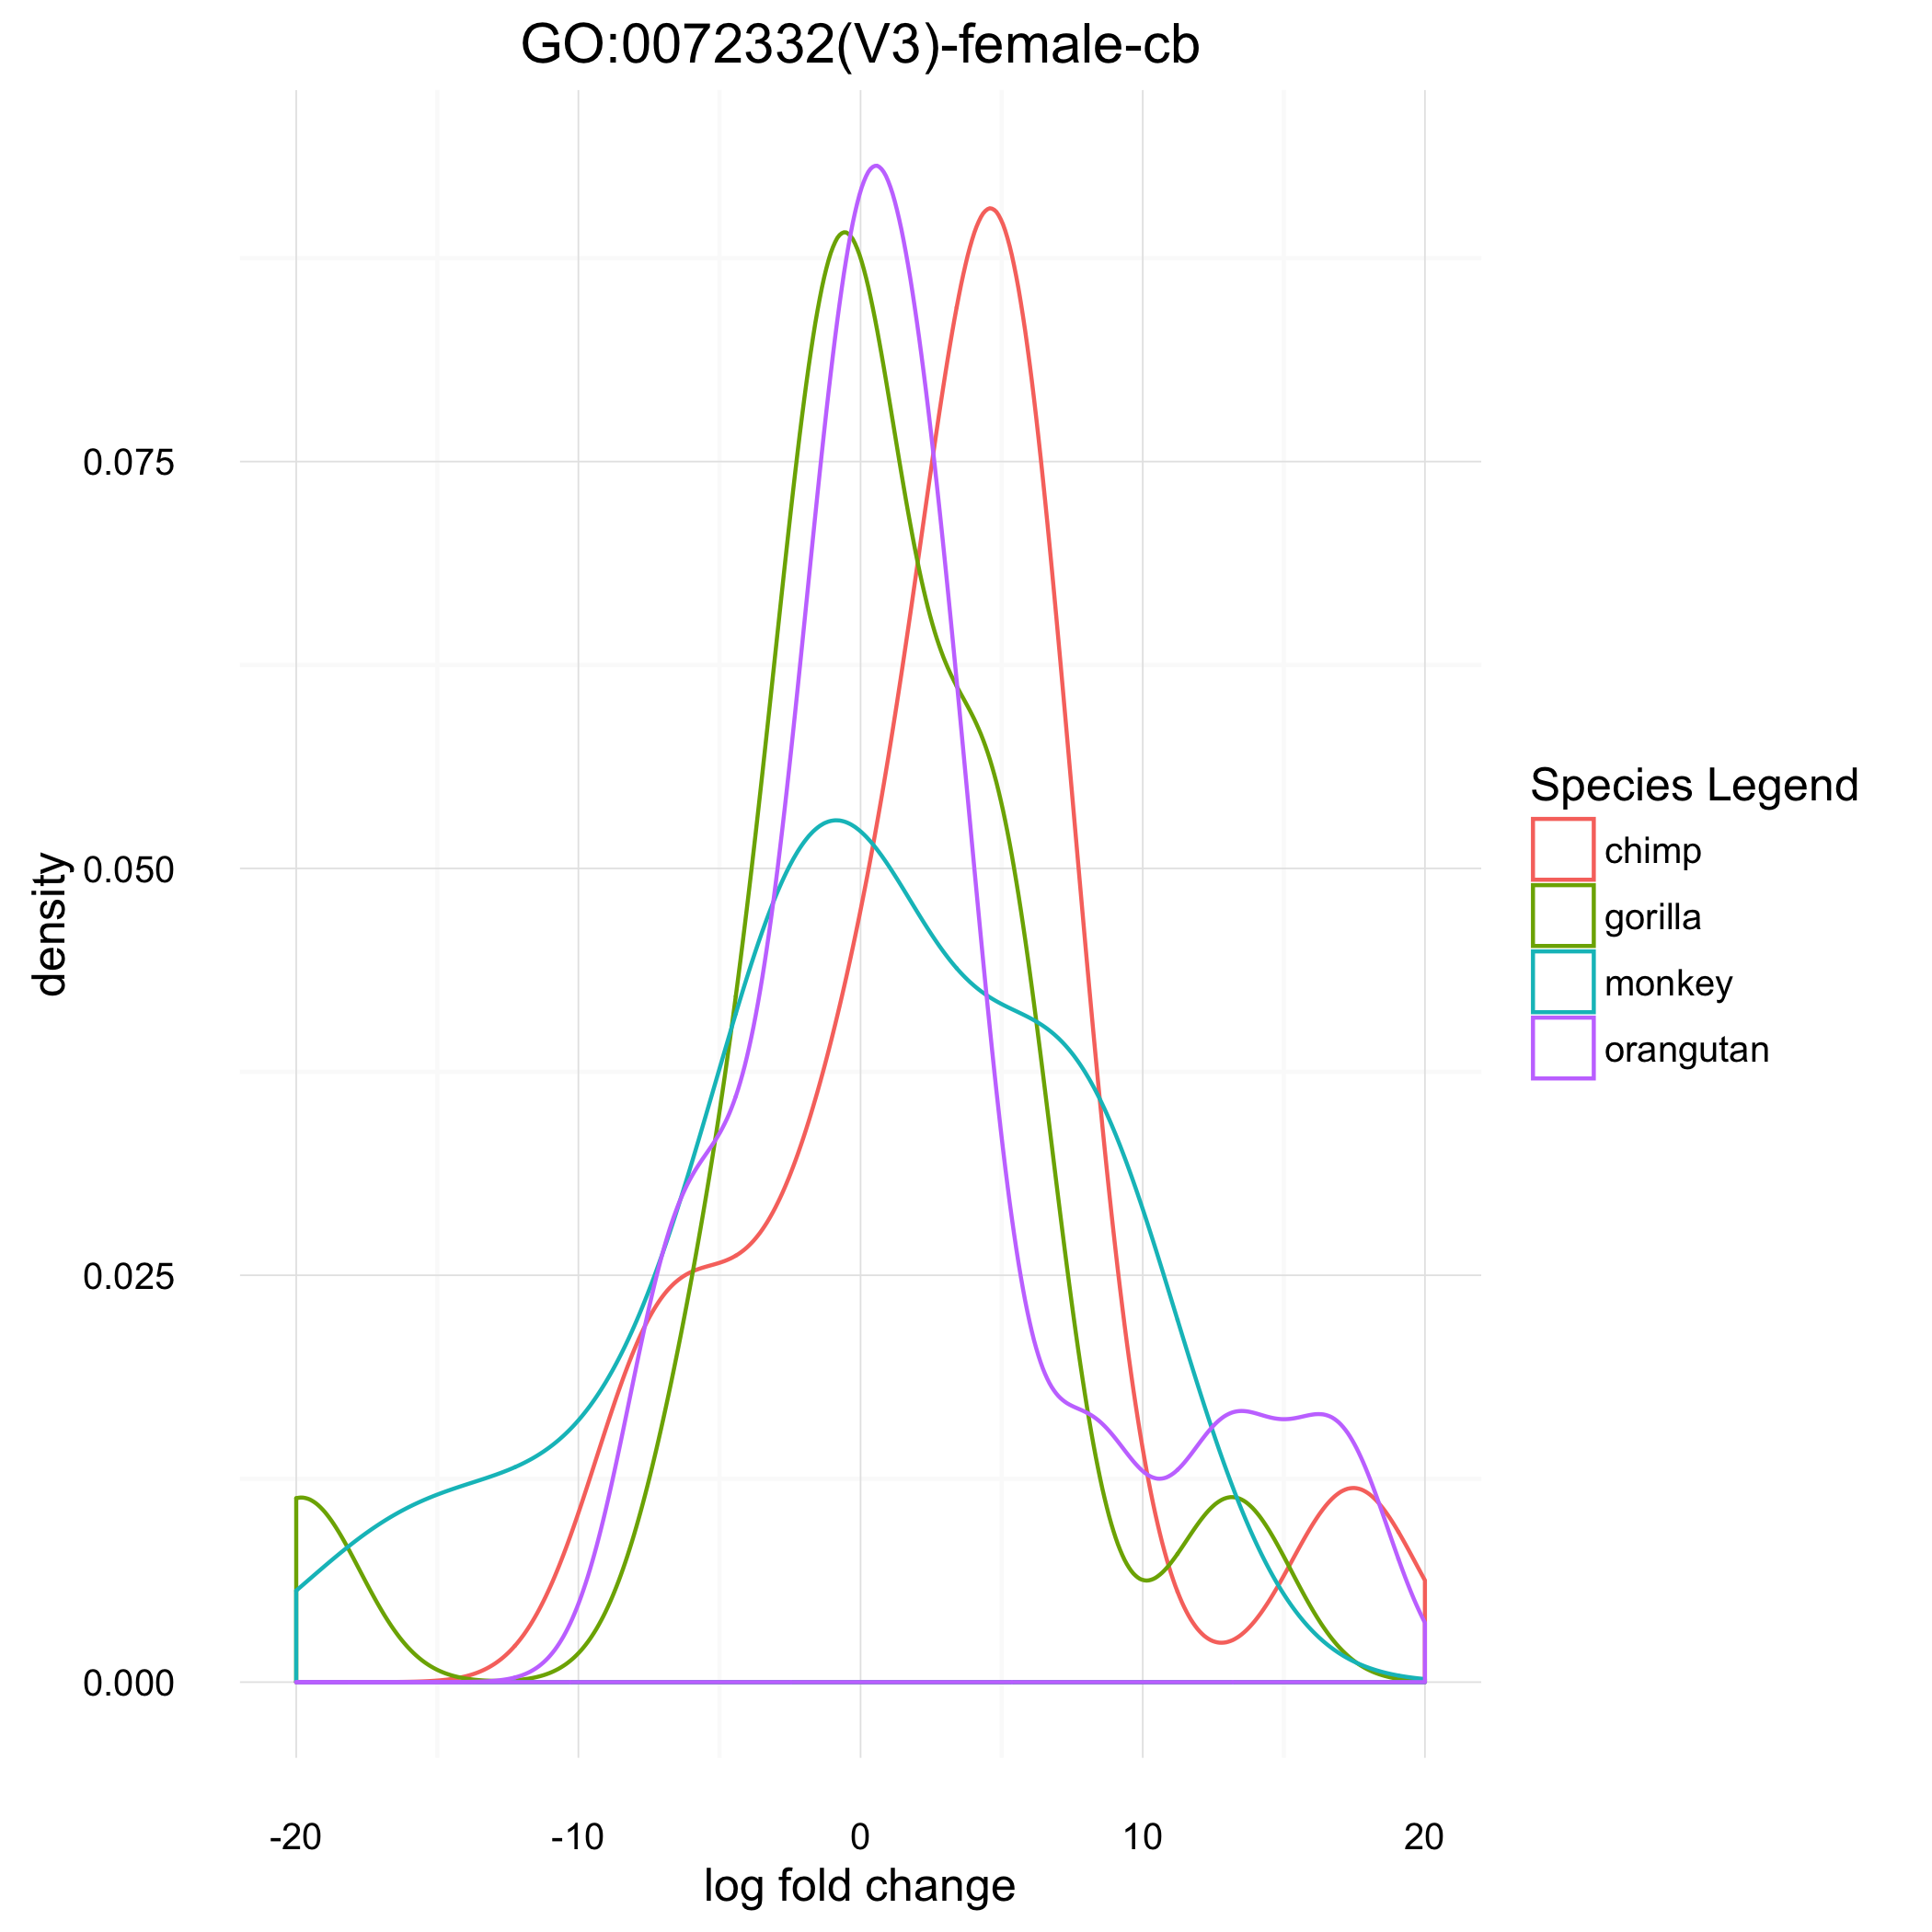 GO:0072332(V3)-female-cb
density
0.075
0.050
0.025
0.000
-20 -10 0 10 20
log fold change
Species Legend
chimp
gorilla
monkey
orangutan